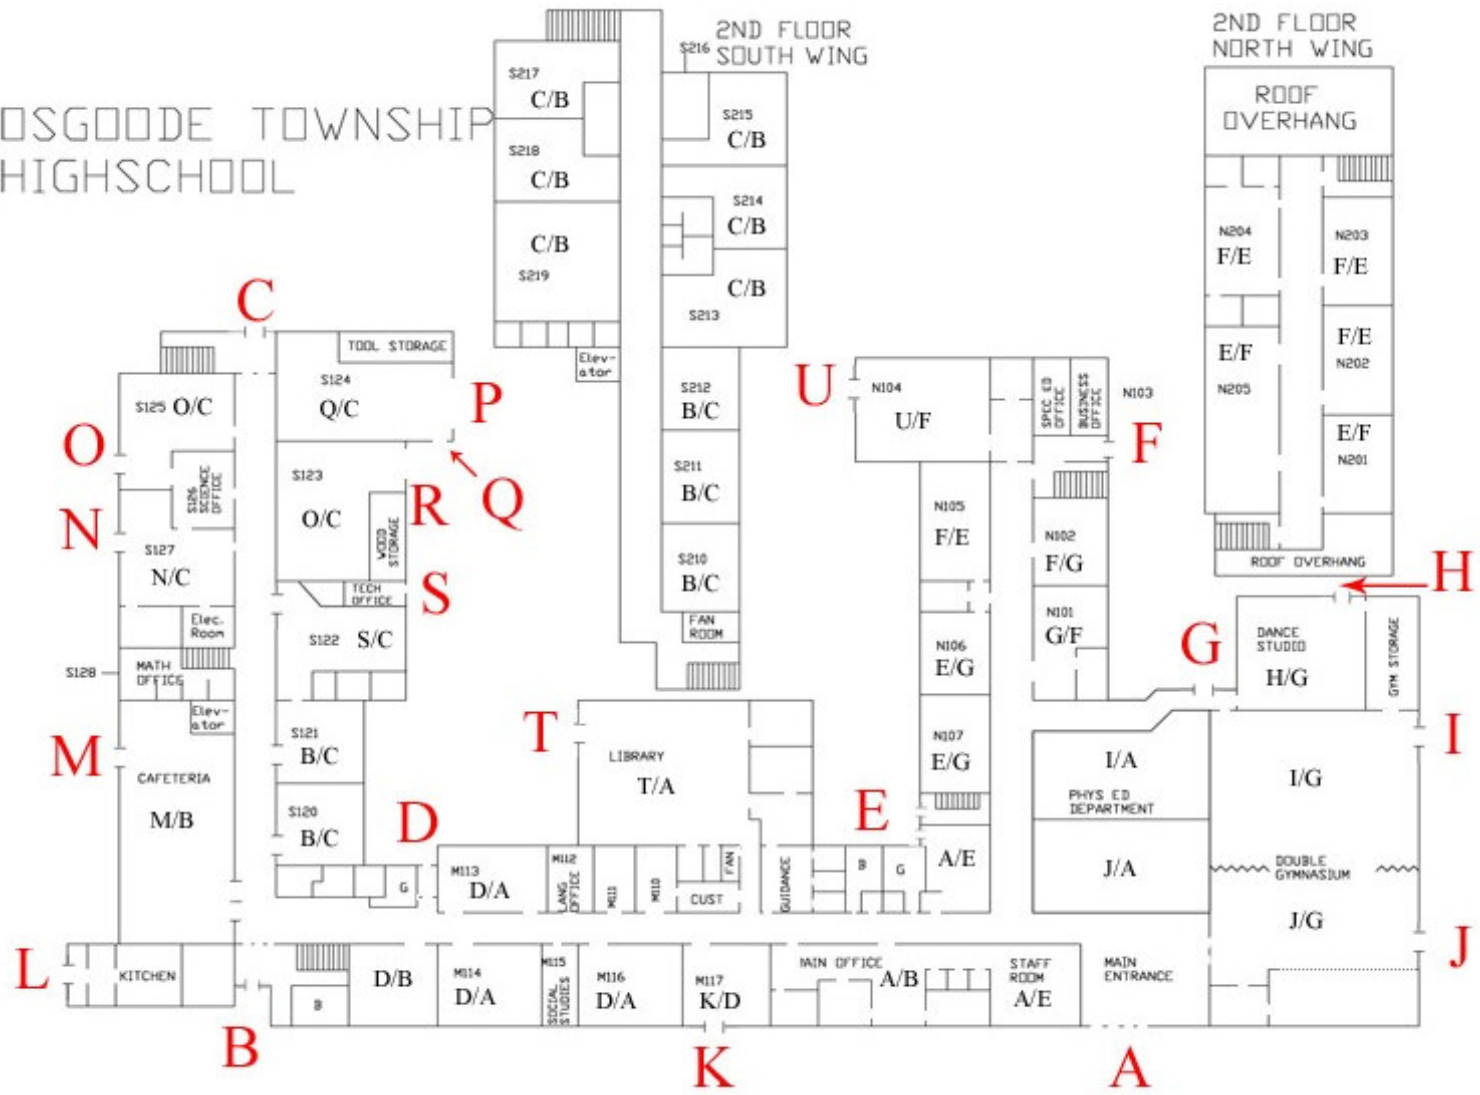 OSGOODE TOWNSHIP
HIGHSCHOOL
2ND FLOOR
SOUTH WING
2ND FLOOR
NORTH WING
S216
S217
C/B
S215
C/B
S218
C/B
S214
C/B
C/B
S219
C/B
S213
Elev-
ator
S212
B/C
S211
B/C
S210
B/C
FAN
ROOM
ROOF
OVERHANG
N204
F/E
N203
F/E
E/F
N205
F/E
N202
E/F
N201
ROOF OVERHANG
C
TOOL STORAGE
S124
Q/C
P
S125 O/C
O
S126
SCIENCE
OFFICE
S123
O/C
WOOD
STORAGE
R
Q
N
S127
N/C
TECH
OFFICE
S
Elec.
Room
S122
S/C
S128
MATH
OFFICE
Elev-
ator
S121
B/C
M
CAFETERIA
M/B
S120
B/C
D
G
T
LIBRARY
T/A
U
N104
U/F
SPEC ED
OFFICE
BUSINESS
OFFICE
N103
F
N105
F/E
N102
F/G
N101
G/F
N106
E/G
N107
E/G
E
A/E
H
G
DANCE
STUDIO
H/G
GYM STORAGE
I
I/A
PHYS ED
DEPARTMENT
I/G
J/A
DOUBLE
GYMNASIUM
J/G
J
M113
D/A
M112
LANG
OFFICE
M111
M110
FAN
CUST
GUIDANCE
B
G
L
KITCHEN
B
D/B
M114
D/A
M115
SOCIAL
STUDIES
M116
D/A
M117
K/D
MAIN OFFICE
A/B
STAFF
ROOM
A/E
MAIN
ENTRANCE
B
K
A